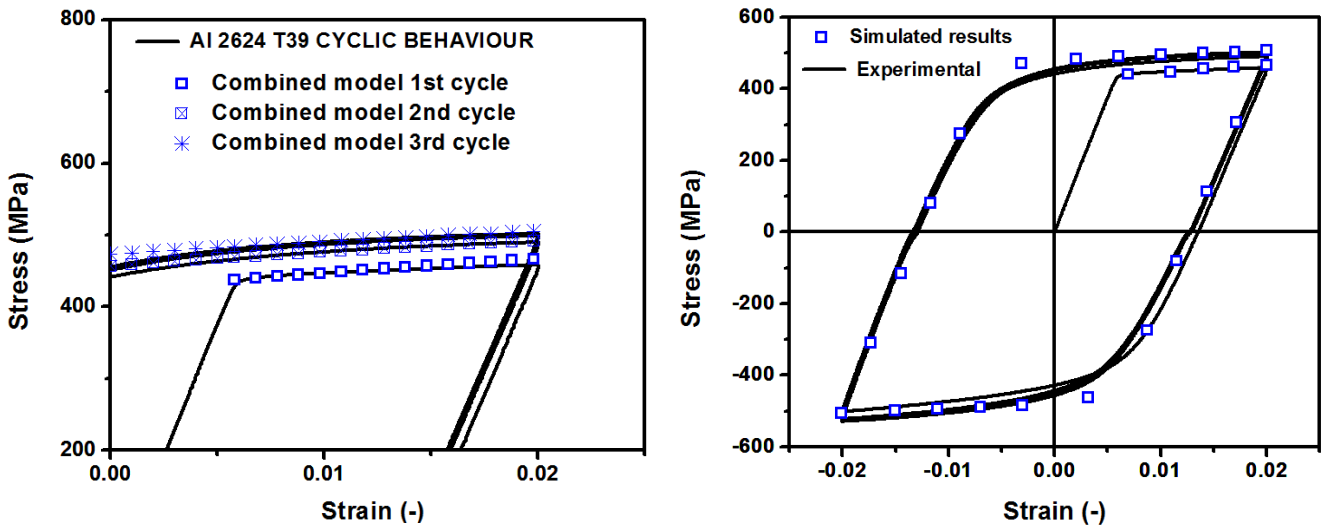 800
600
400
200
Stress (MPa)
Al 2624 T39 CYCLIC BEHAVIOUR
Combined model 1st cycle
Combined model 2nd cycle
Combined model 3rd cycle
0.00
0.01
0.02
Strain (-)
600
400
200
0
-200
-400
-600
Stress (MPa)
Simulated results
Experimental
-0.02
-0.01
0.00
0.01
0.02
Strain (-)